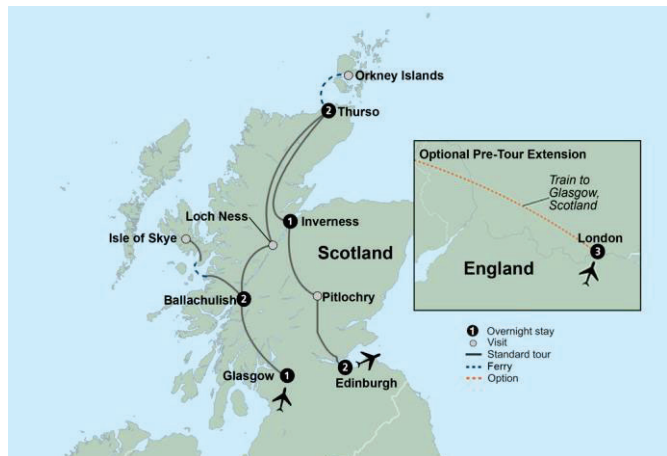 Orkney Islands
2
Thurso
Optional Pre-Tour Extension
Train to
Glasgow,
Scotland
London
3
England
Loch Ness
1
Inverness
Isle of Skye
Scotland
Ballachulish
2
Pitlochry
Glasgow
1
2
Edinburgh
1
Overnight stay
Visit
Standard tour
Ferry
Option